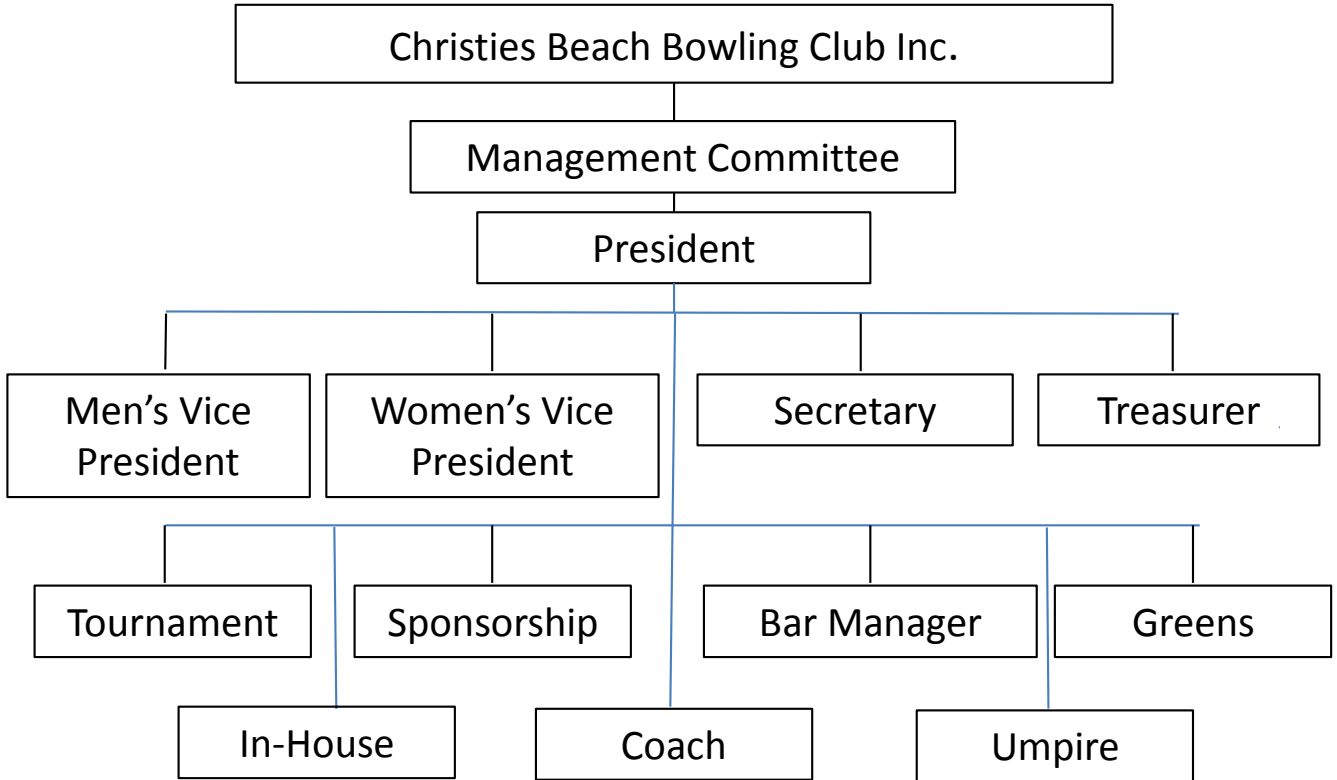 Christies Beach Bowling Club Inc.
Management Committee
President
Men’s Vice
President
Women’s Vice
President
Secretary
Treasurer
Tournament
Sponsorship
Bar Manager
Greens
In-House
Coach
Umpire